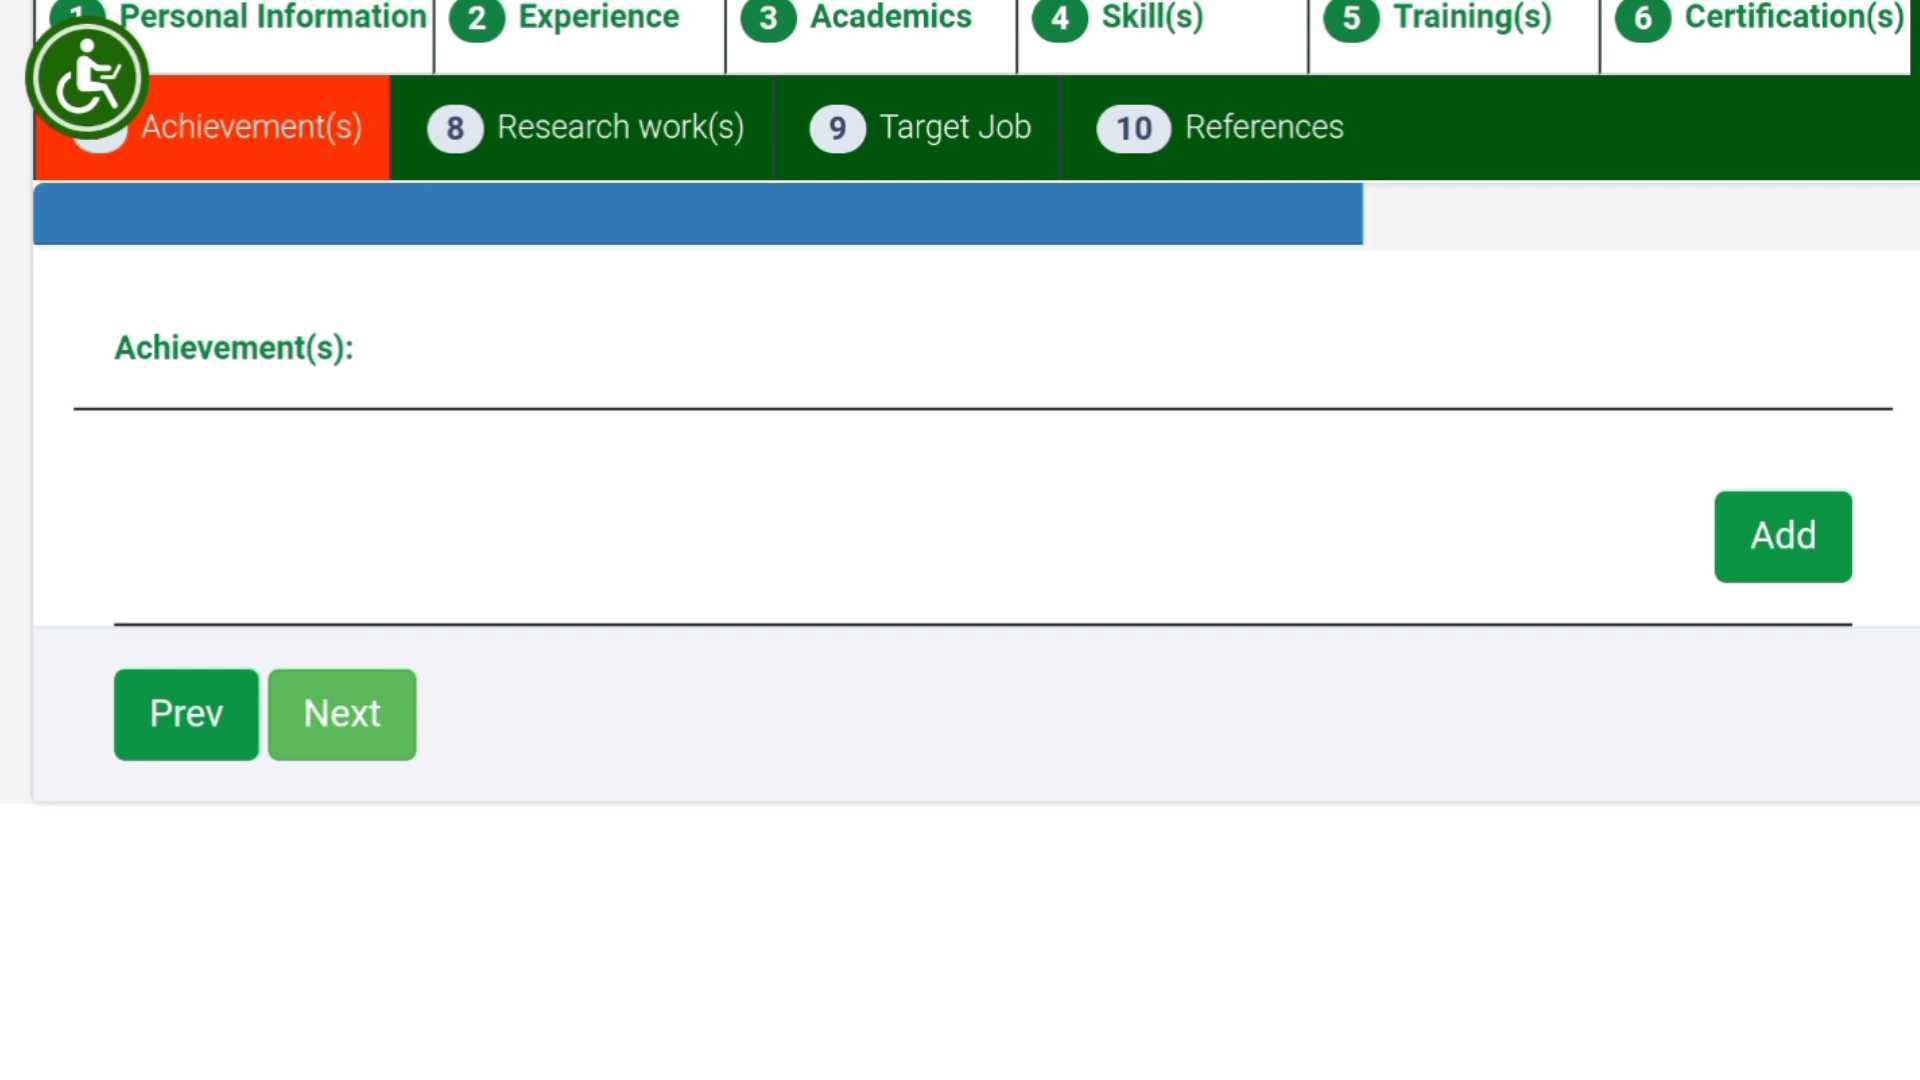 1 Personal Information 2 Experience 3 Academics 4 Skill(s) 5 Training(s) 6 Certification(s)
Achievement(s) 8 Research work(s) 9 Target Job 10 References
Achievement(s):
Add
Prev Next